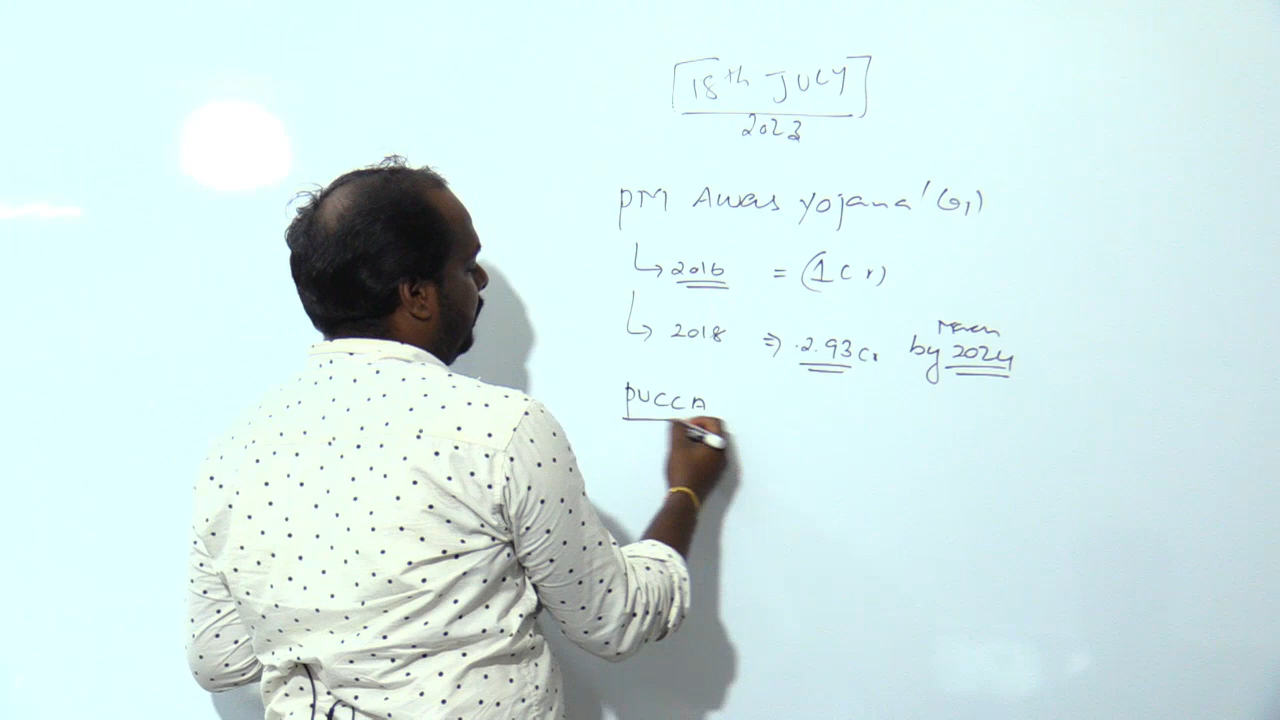 18th JULY
2023
PM Awas yojana' (G)
2016 = (1 Cr)
March
2018 ⇒ 2.93 Cr by 2024
PUCCA